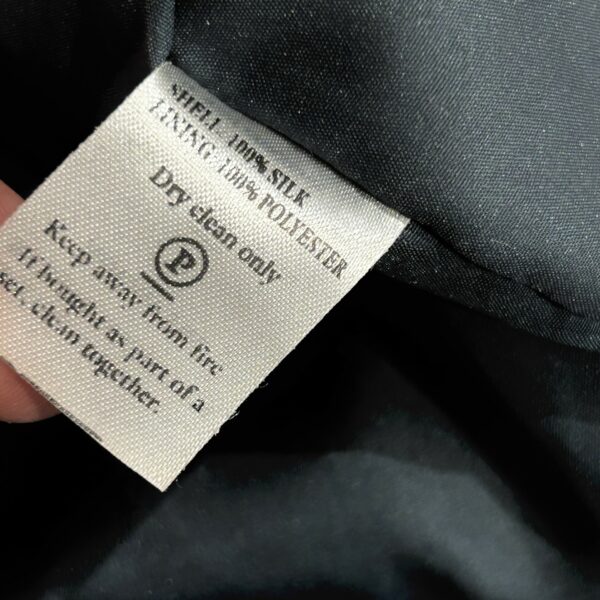 SHELL 100% SILK
LINING: 100% POLYESTER
Dry clean only
P
Keep away from fire
If bought as part of a
set, clean together.